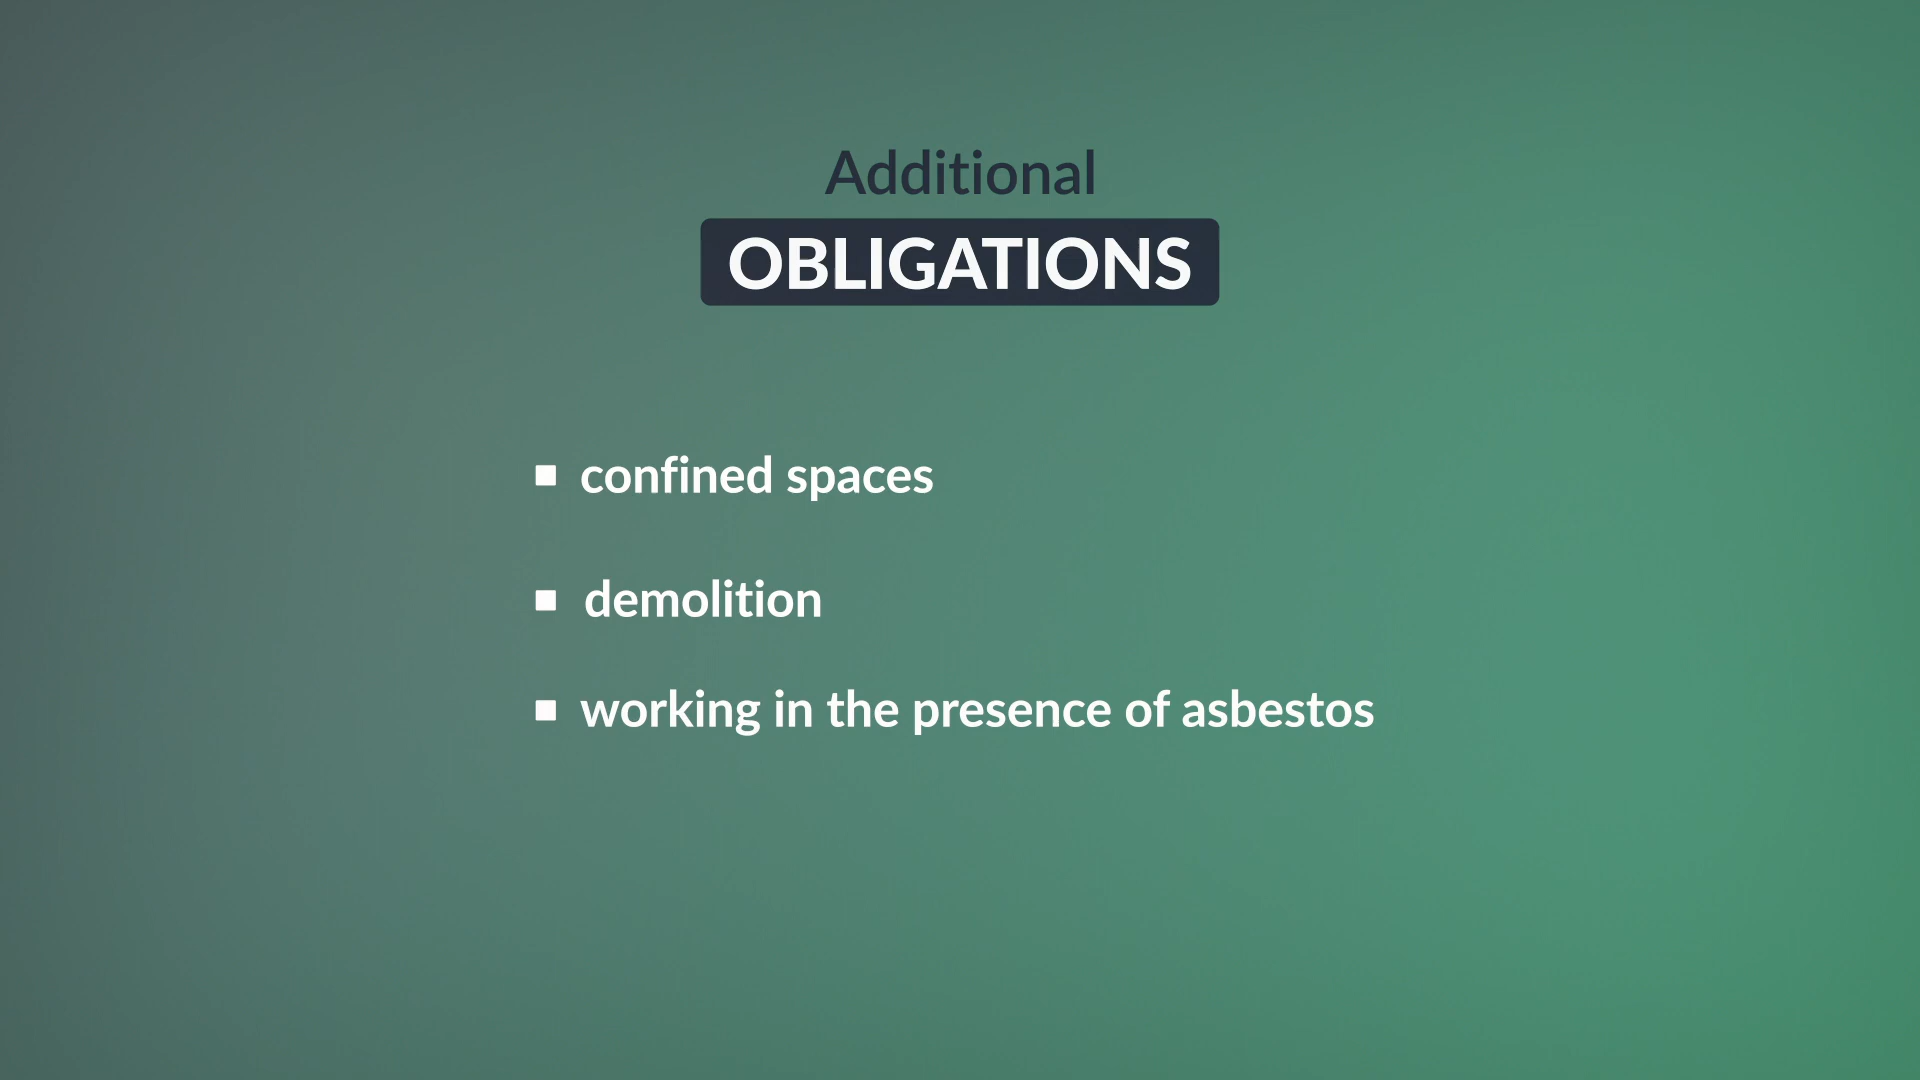 Additional
OBLIGATIONS
confined spaces
demolition
working in the presence of asbestos